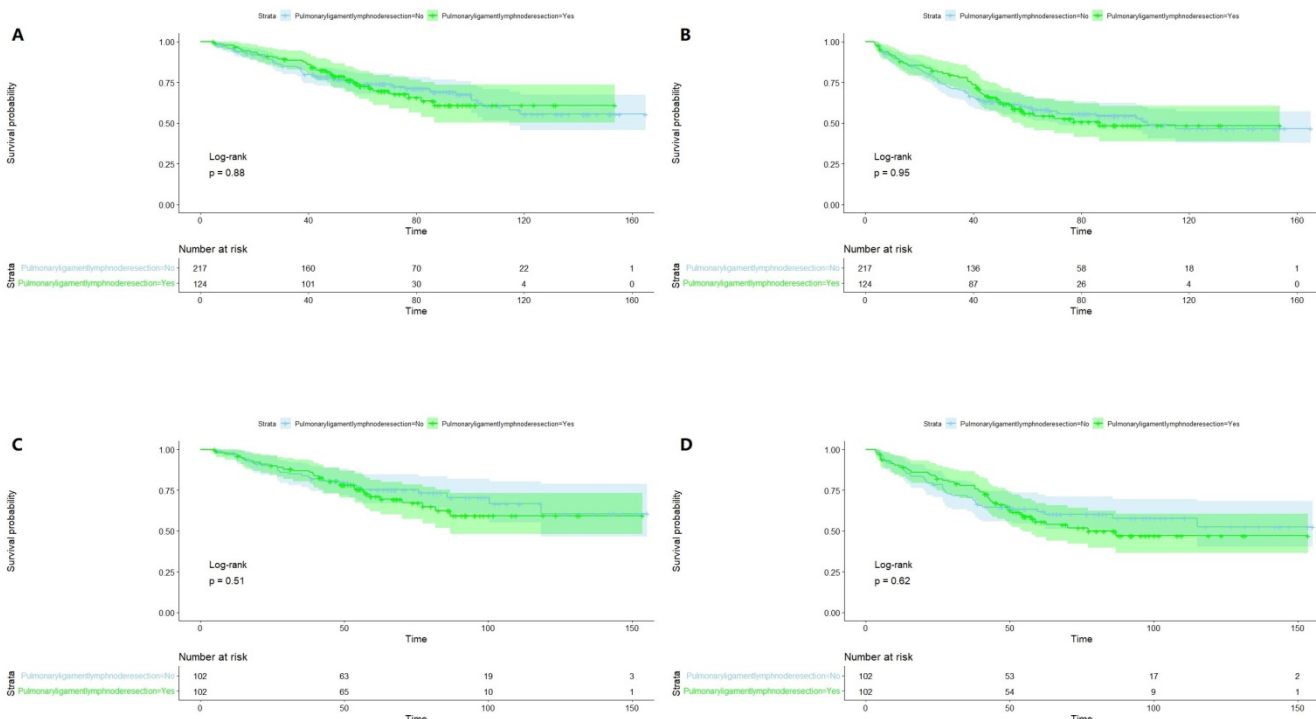 A
Strata Pulmonaryligamentlymphnoderesection=No Pulmonaryligamentlymphnoderesection=Yes
1.00
0.75
0.50
0.25
0.00
Survival probability
Log-rank
p = 0.88
0 40 80 120 160
Time
Number at risk
Strata
Pulmonaryligamentlymphnoderesection=No 217 160 70 22 1
Pulmonaryligamentlymphnoderesection=Yes 124 101 30 4 0
0 40 80 120 160
Time
B
Strata Pulmonaryligamentlymphnoderesection=No Pulmonaryligamentlymphnoderesection=Yes
1.00
0.75
0.50
0.25
0.00
Survival probability
Log-rank
p = 0.95
0 40 80 120 160
Time
Number at risk
Strata
Pulmonaryligamentlymphnoderesection=No 217 136 58 18 1
Pulmonaryligamentlymphnoderesection=Yes 124 87 26 4 0
0 40 80 120 160
Time
C
Strata Pulmonaryligamentlymphnoderesection=No Pulmonaryligamentlymphnoderesection=Yes
1.00
0.75
0.50
0.25
0.00
Survival probability
Log-rank
p = 0.51
0 50 100 150
Time
Number at risk
Strata
Pulmonaryligamentlymphnoderesection=No 102 63 19 3
Pulmonaryligamentlymphnoderesection=Yes 102 65 10 1
0 50 100 150
Time
D
Strata Pulmonaryligamentlymphnoderesection=No Pulmonaryligamentlymphnoderesection=Yes
1.00
0.75
0.50
0.25
0.00
Survival probability
Log-rank
p = 0.62
0 50 100 150
Time
Number at risk
Strata
Pulmonaryligamentlymphnoderesection=No 102 53 17 2
Pulmonaryligamentlymphnoderesection=Yes 102 54 9 1
0 50 100 150
Time